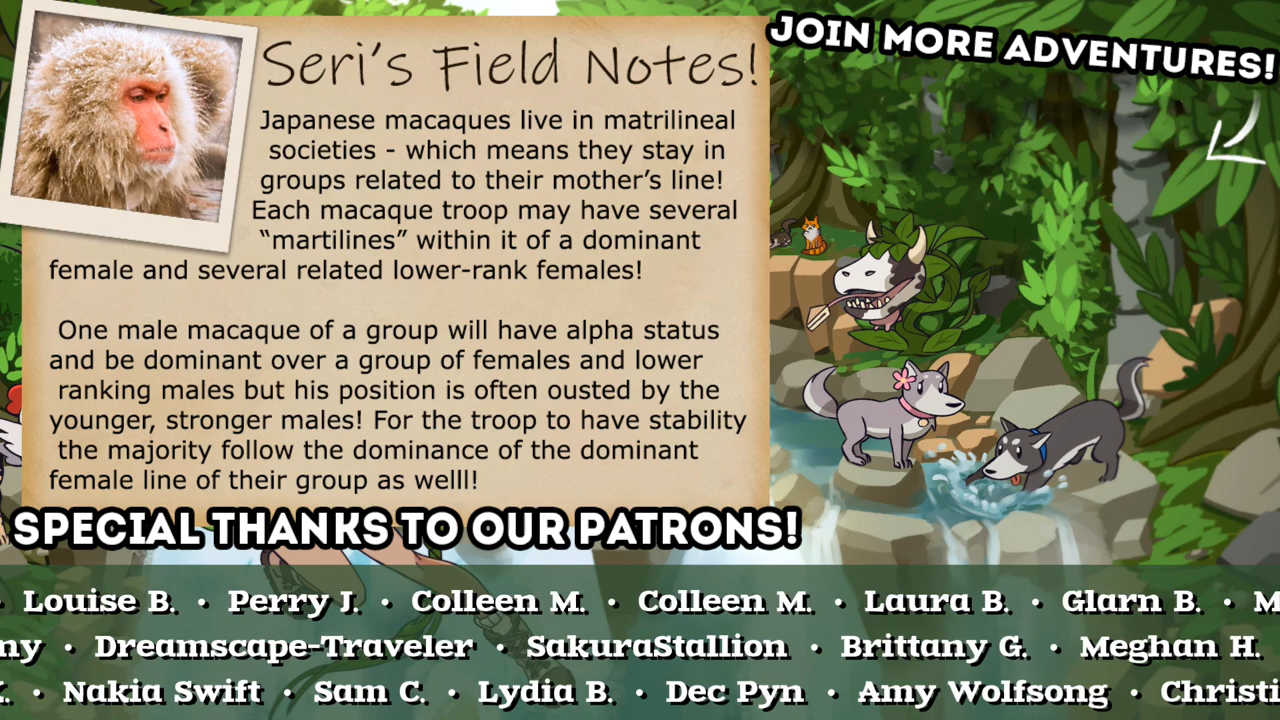 Seri's Field Notes!
JOIN MORE ADVENTURES!
Japanese macaques live in matrilineal
societies - which means they stay in
groups related to their mother's line!
Each macaque troop may have several
“martilines” within it of a dominant
female and several related lower-rank females!
One male macaque of a group will have alpha status
and be dominant over a group of females and lower
ranking males but his position is often ousted by the
younger, stronger males! For the troop to have stability
the majority follow the dominance of the dominant
female line of their group as welll!
SPECIAL THANKS TO OUR PATRONS!
• Louise B. • Perry J. • Colleen M. • Colleen M. • Laura B. • Glarn B. • M
ny • Dreamscape-Traveler • SakuraStallion • Brittany G. • Meghan H.
• Nakia Swift • Sam C. • Lydia B. • Dec Pyn • Amy Wolfsong • Christi